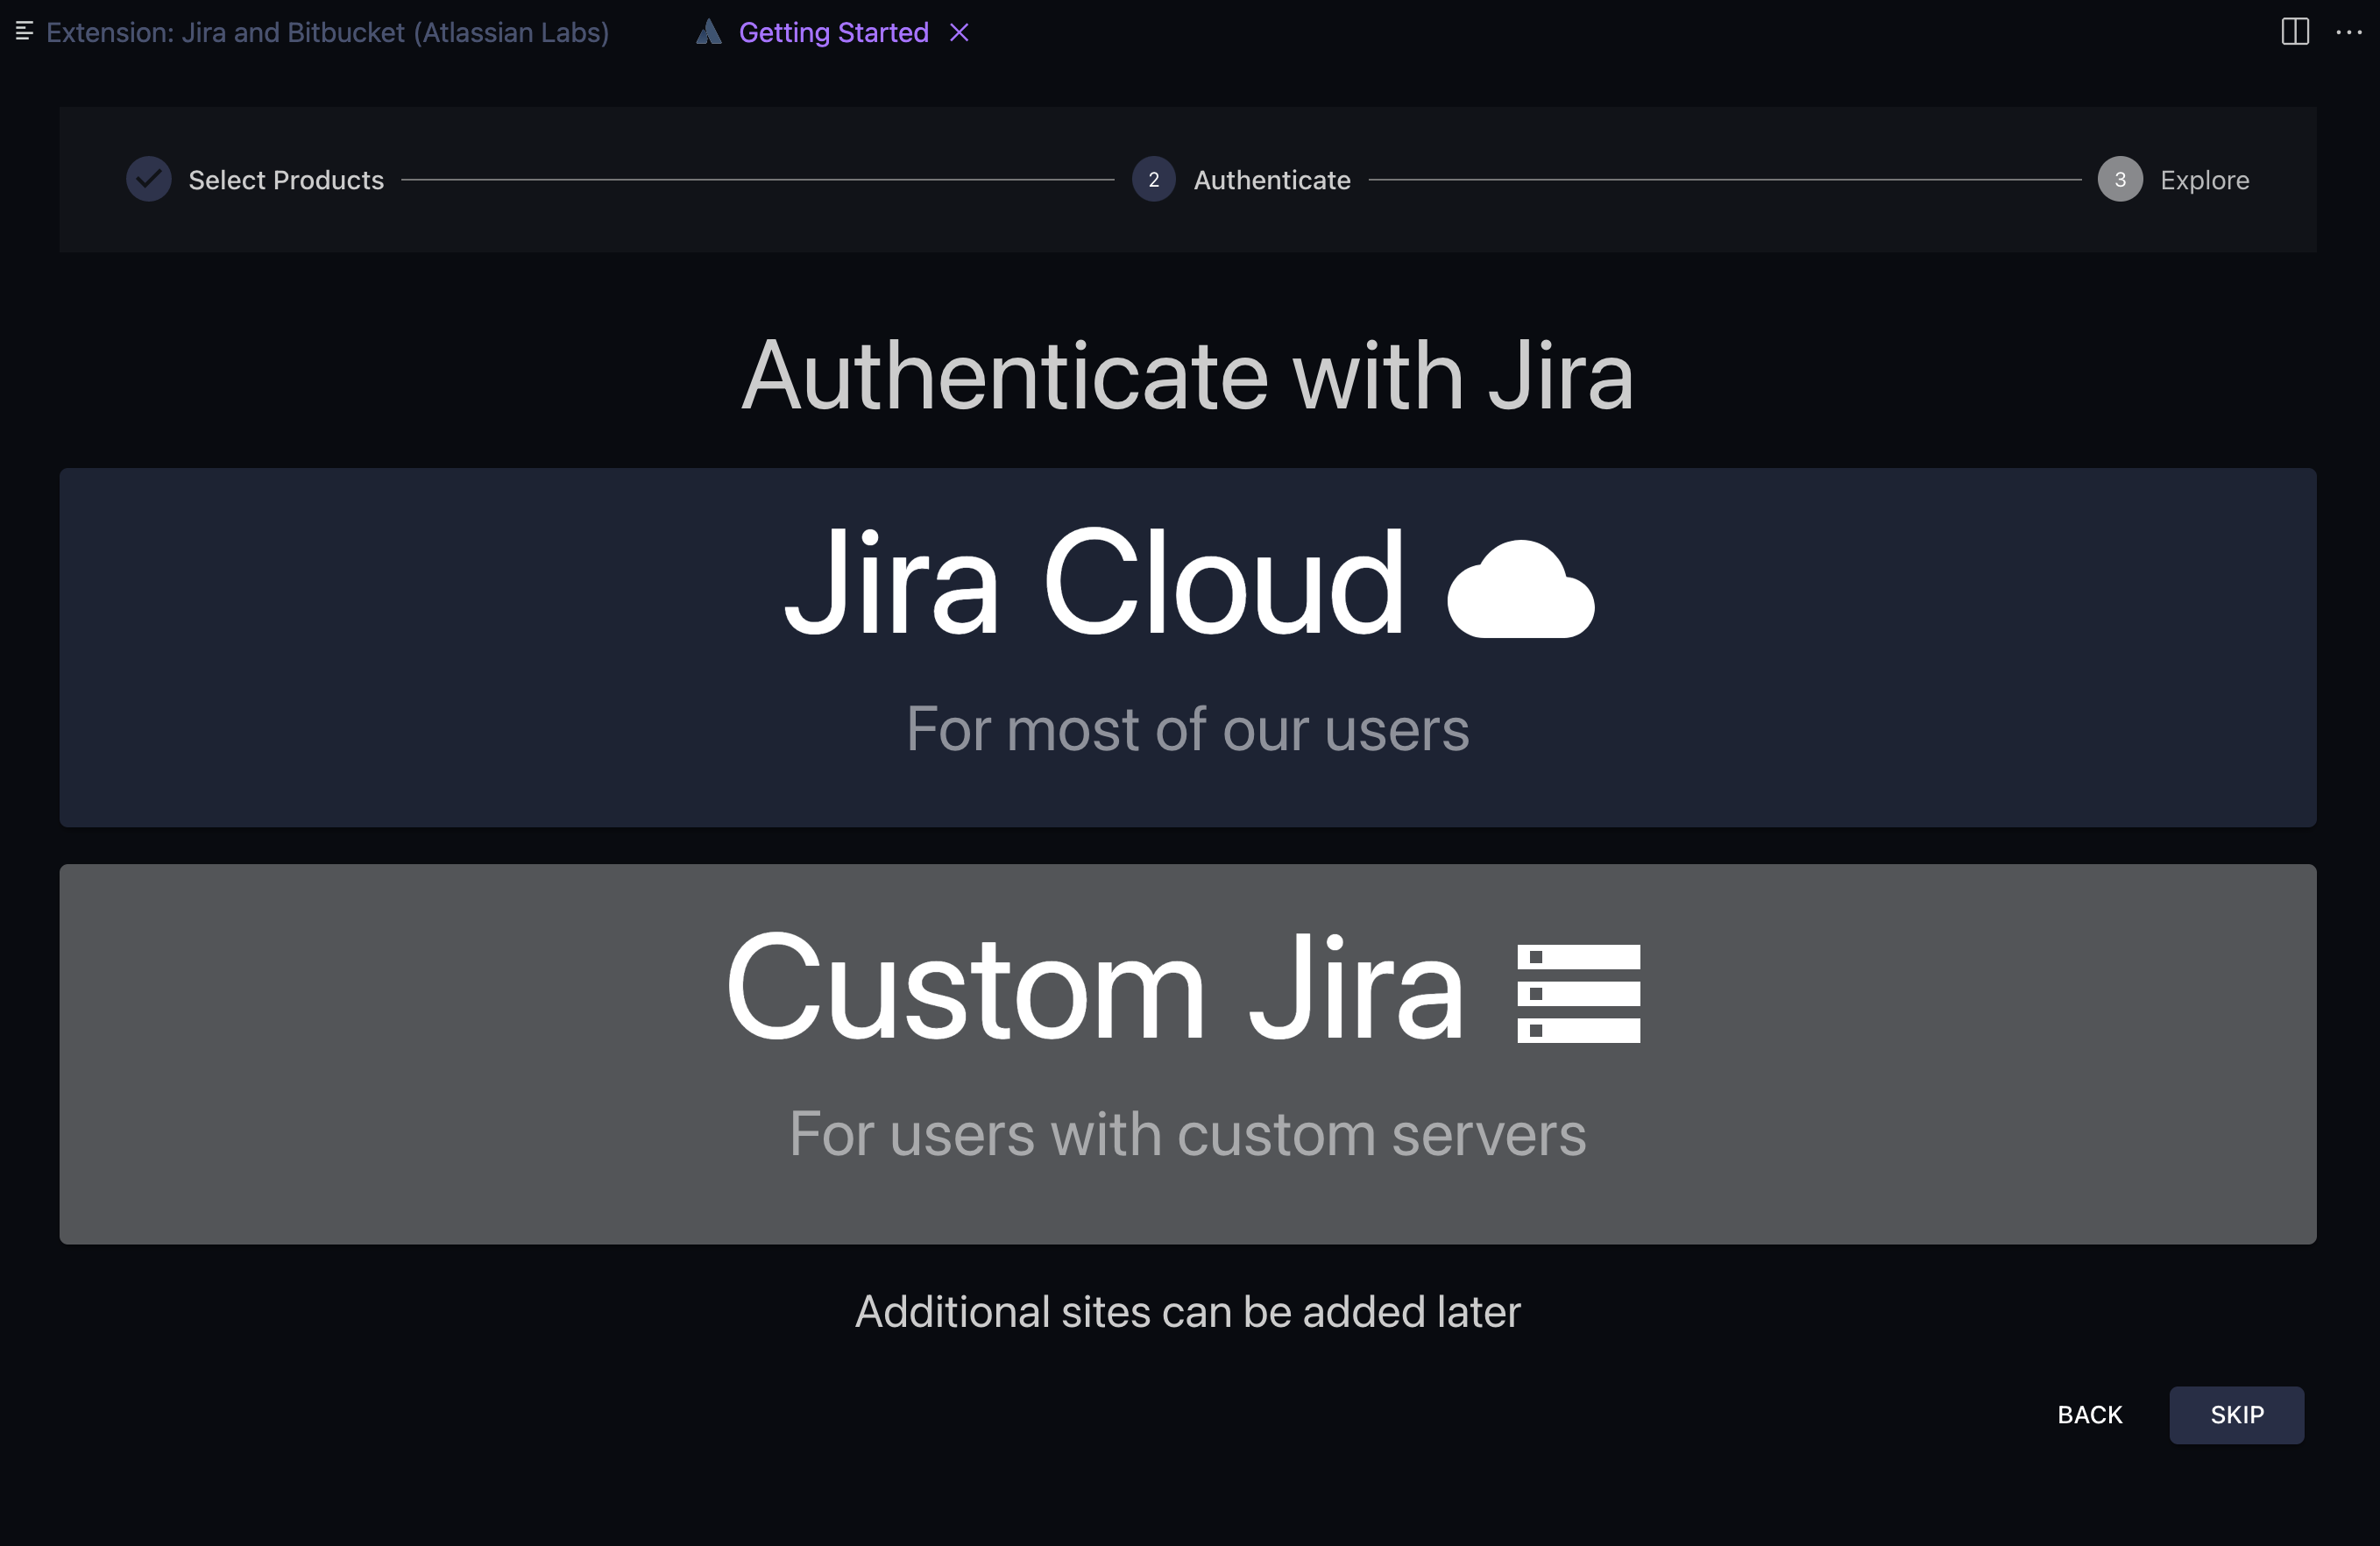 Extension: Jira and Bitbucket (Atlassian Labs) Getting Started
Select Products 2 Authenticate 3 Explore
Authenticate with Jira
Jira Cloud
For most of our users
Custom Jira
For users with custom servers
Additional sites can be added later
BACK SKIP